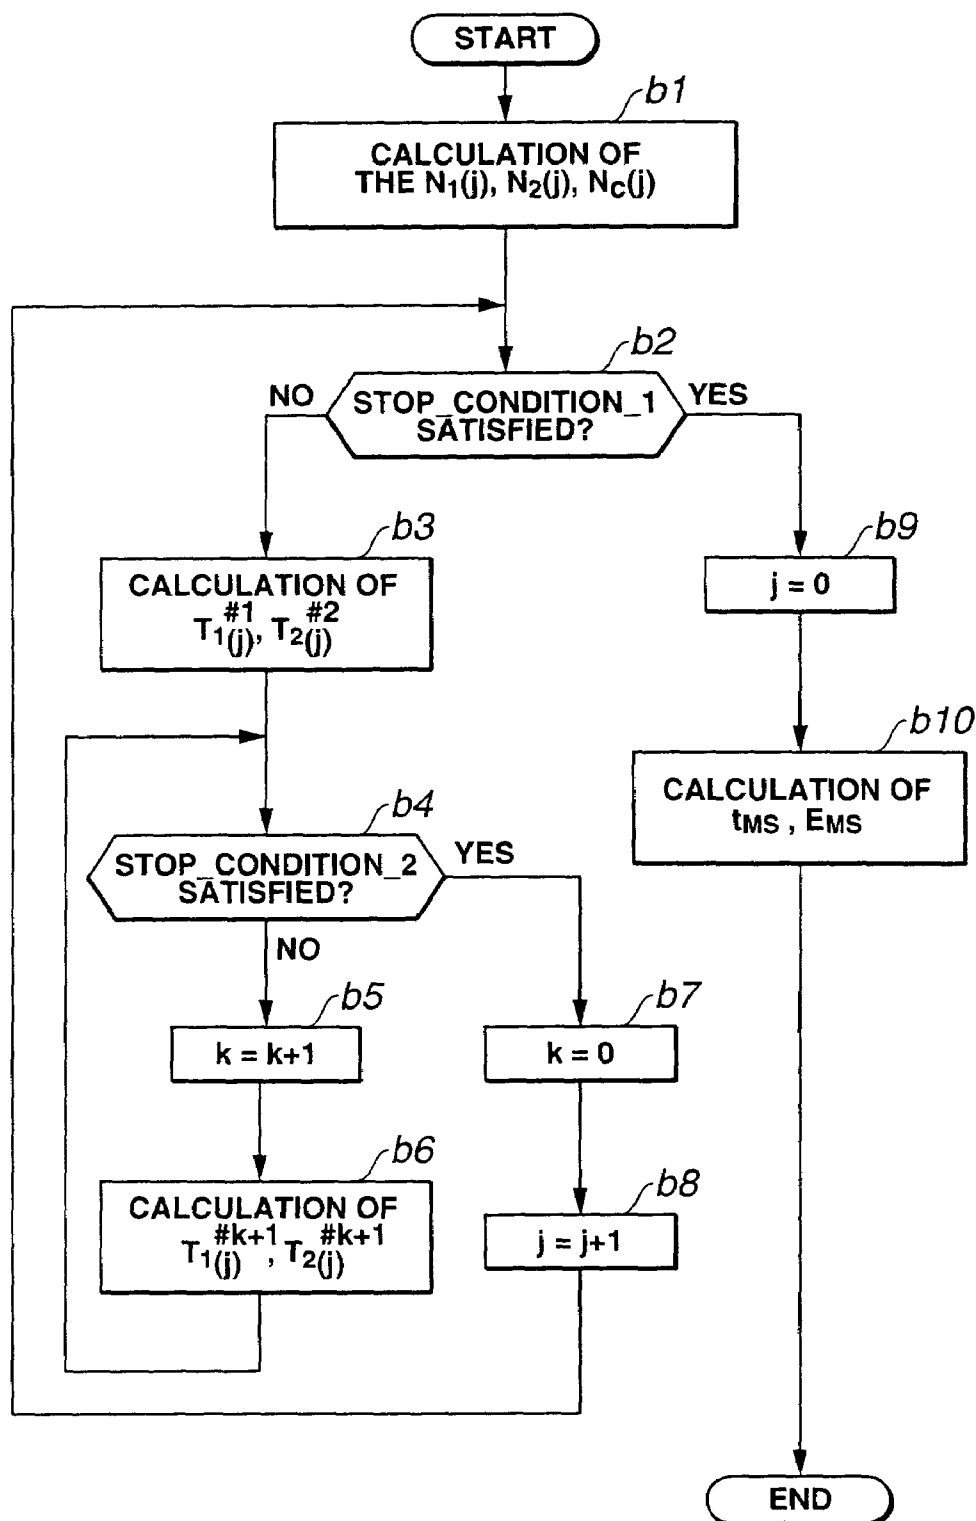 START
b1
CALCULATION OF
THE N1(j), N2(j), NC(j)
b2
NO
STOP_CONDITION_1
SATISFIED?
YES
b3
CALCULATION OF
T1(j)#1, T2(j)#2
b9
j = 0
b10
CALCULATION OF
tMS , EMS
b4
STOP_CONDITION_2
SATISFIED?
YES
NO
b5
k = k+1
b7
k = 0
b6
CALCULATION OF
T1(j)#k+1, T2(j)#k+1
b8
j = j+1
END